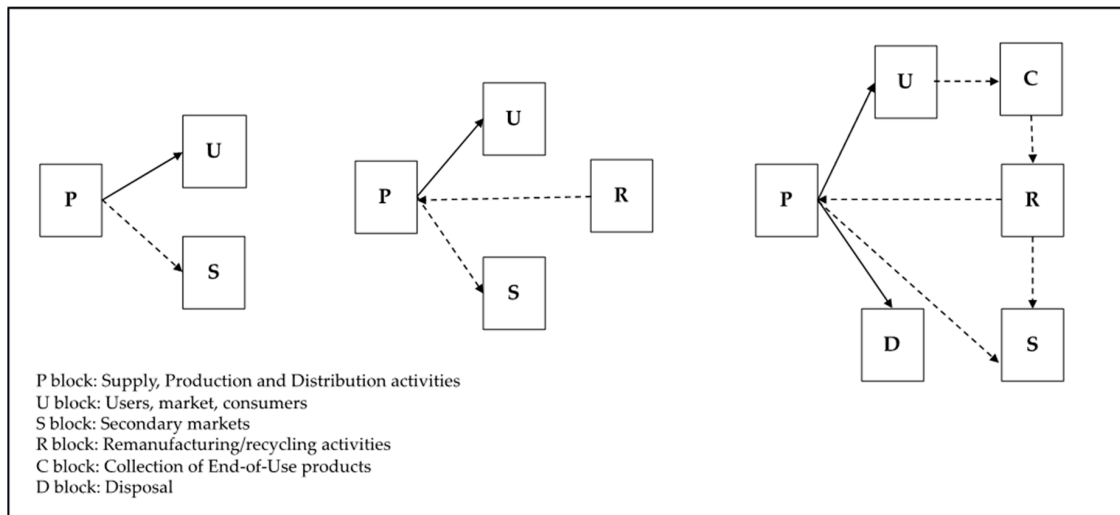 P
U
S
P
U
R
S
P
U
C
R
D
S
P block: Supply, Production and Distribution activities
U block: Users, market, consumers
S block: Secondary markets
R block: Remanufacturing/recycling activities
C block: Collection of End-of-Use products
D block: Disposal